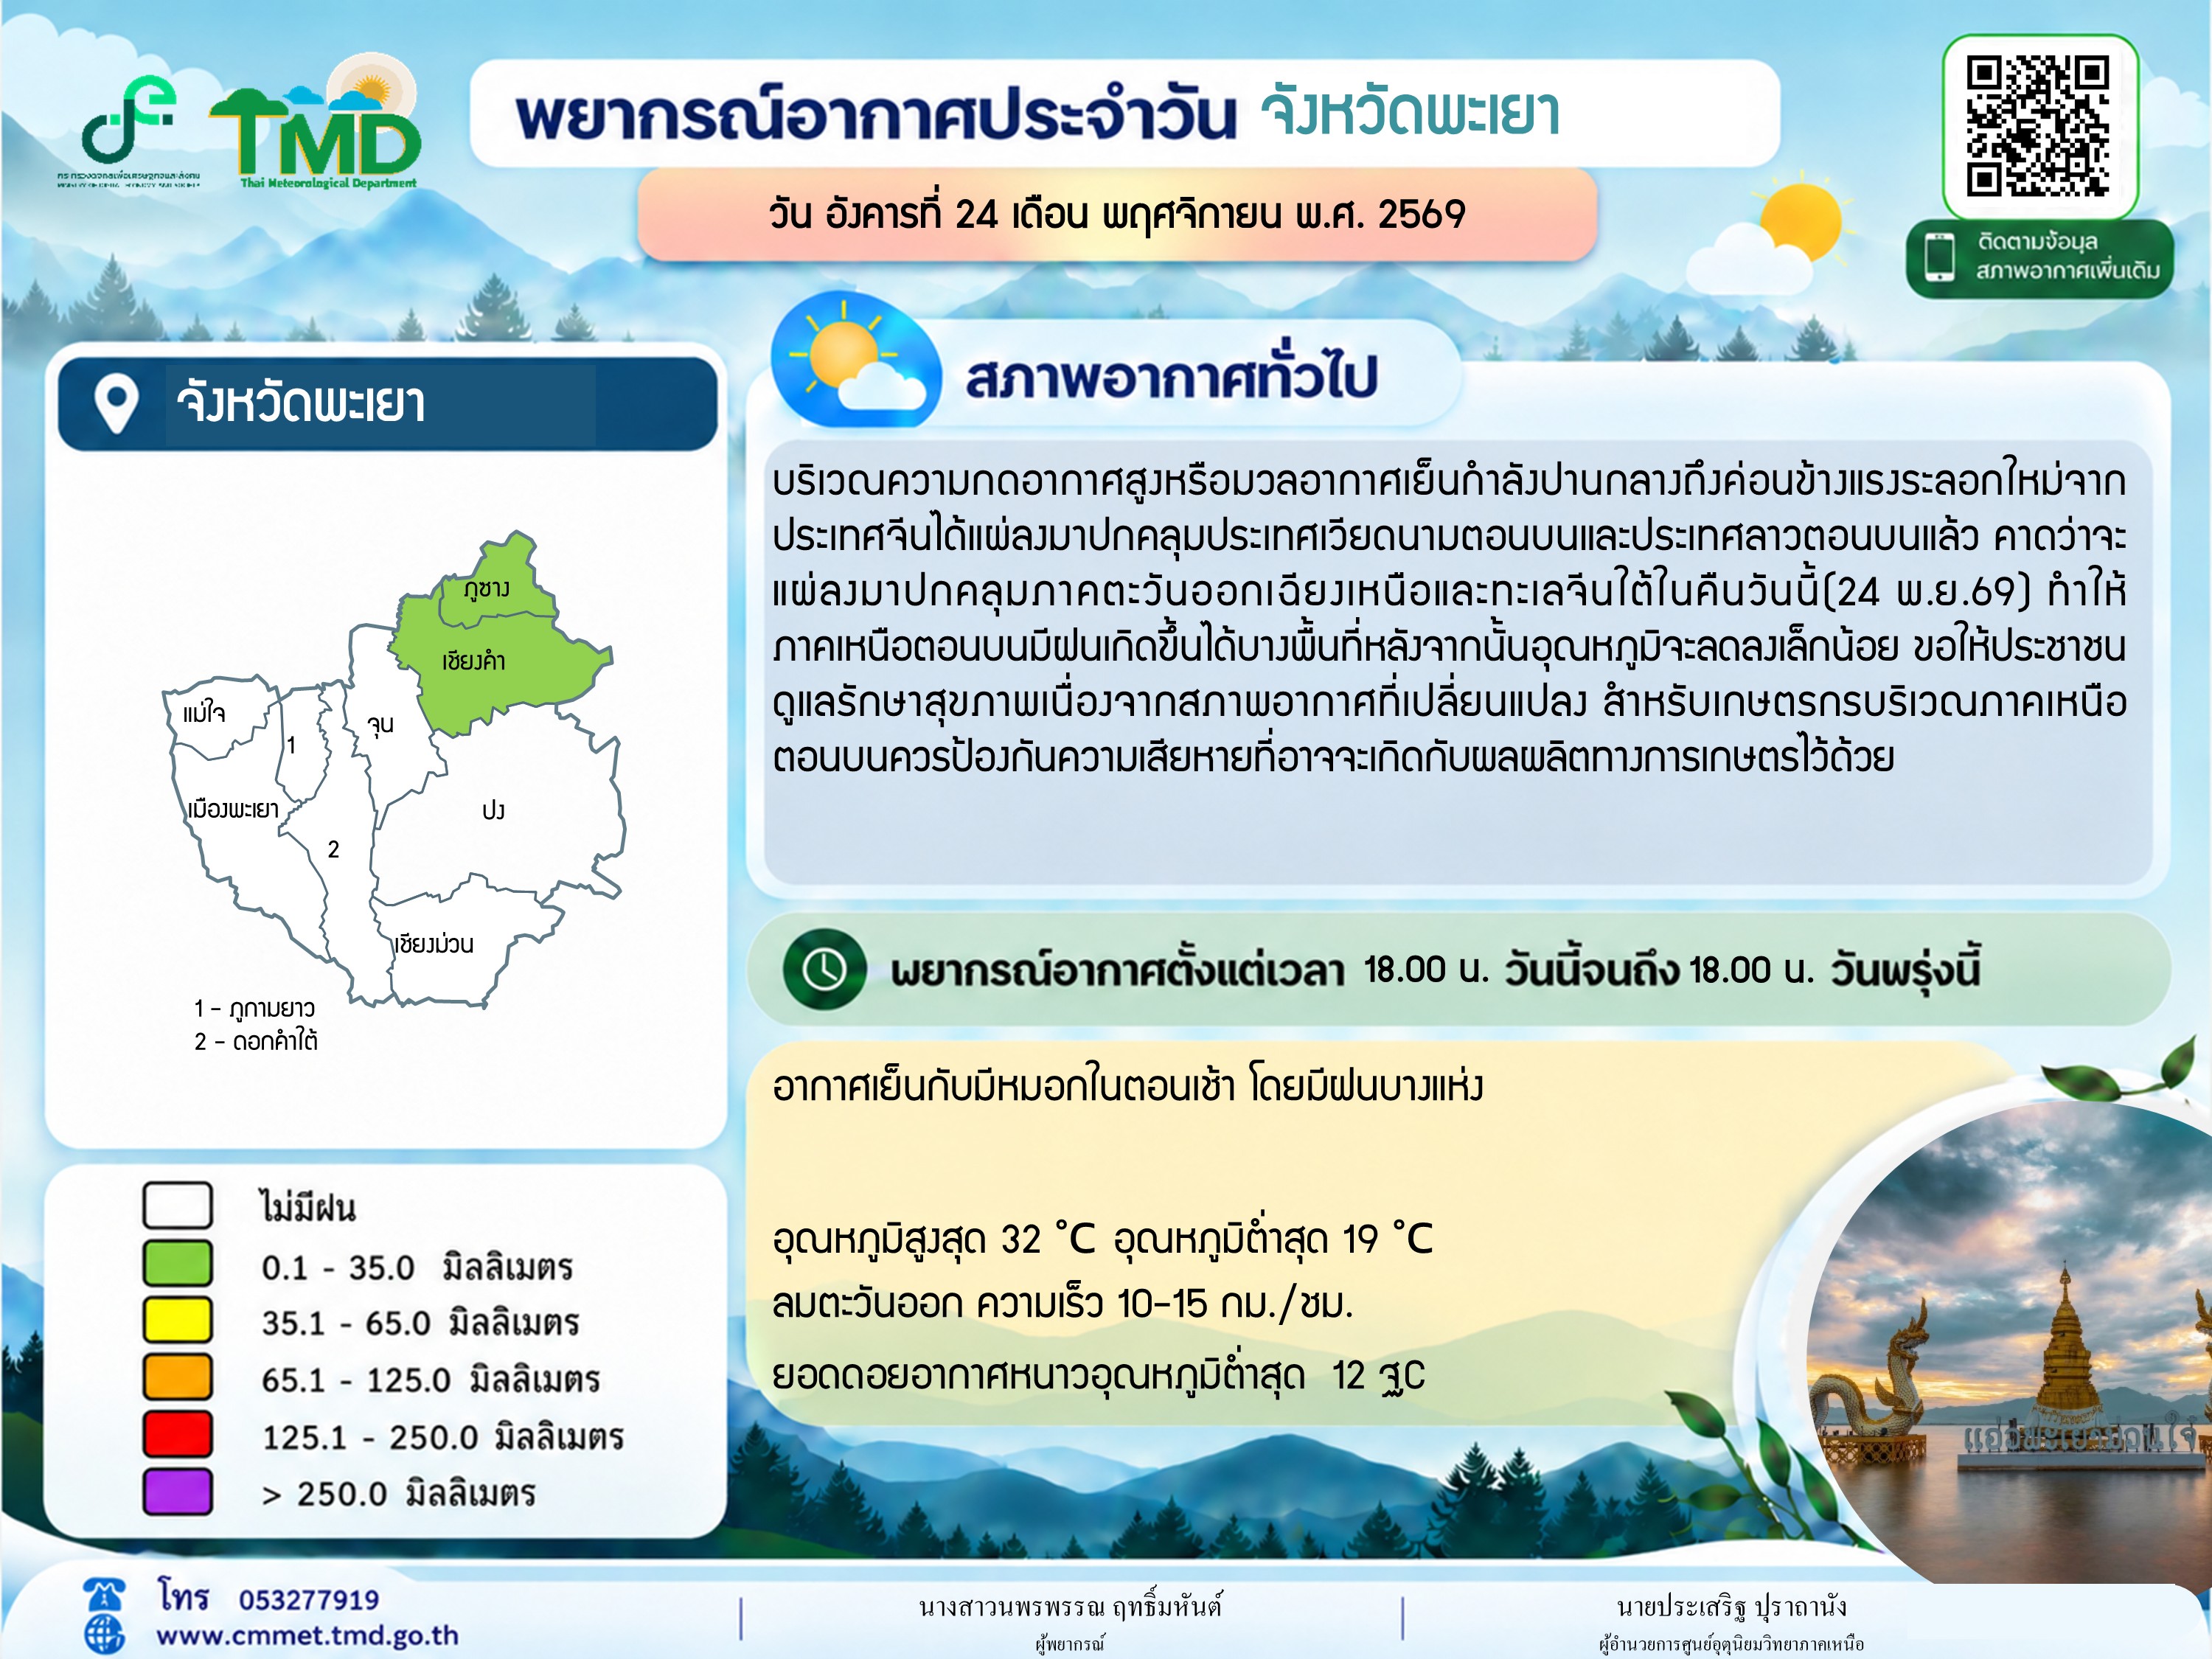 พยากรณ์อากาศประจำวัน จังหวัดพะเยา
TMD
Thai Meteorological Department
วัน อังคารที่ 24 เดือน พฤศจิกายน พ.ศ. 2569
ติดตามข้อมูล
สภาพอากาศเพิ่มเติม
จังหวัดพะเยา
ภูซาง
เชียงคำ
แม่ใจ
จุน
1
เมืองพะเยา
ปง
2
เชียงม่วน
1 - ภูกามยาว
2 - ดอกคำใต้
ไม่มีฝน
0.1 - 35.0 มิลลิเมตร
35.1 - 65.0 มิลลิเมตร
65.1 - 125.0 มิลลิเมตร
125.1 - 250.0 มิลลิเมตร
> 250.0 มิลลิเมตร
สภาพอากาศทั่วไป
บริเวณความกดอากาศสูงหรือมวลอากาศเย็นกำลังปานกลางถึงค่อนข้างแรงระลอกใหม่จาก
ประเทศจีนได้แผ่ลงมาปกคลุมประเทศเวียดนามตอนบนและประเทศลาวตอนบนแล้ว คาดว่าจะ
แผ่ลงมาปกคลุมภาคตะวันออกเฉียงเหนือและทะเลจีนใต้ในคืนวันนี้(24 พ.ย.69) ทำให้
ภาคเหนือตอนบนมีฝนเกิดขึ้นได้บางพื้นที่หลังจากนั้นอุณหภูมิจะลดลงเล็กน้อย ขอให้ประชาชน
ดูแลรักษาสุขภาพเนื่องจากสภาพอากาศที่เปลี่ยนแปลง สำหรับเกษตรกรบริเวณภาคเหนือ
ตอนบนควรป้องกันความเสียหายที่อาจจะเกิดกับผลผลิตทางการเกษตรไว้ด้วย
พยากรณ์อากาศตั้งแต่เวลา 18.00 น. วันนี้จนถึง 18.00 น. วันพรุ่งนี้
อากาศเย็นกับมีหมอกในตอนเช้า โดยมีฝนบางแห่ง
อุณหภูมิสูงสุด 32 °C อุณหภูมิต่ำสุด 19 °C
ลมตะวันออก ความเร็ว 10-15 กม./ชม.
ยอดดอยอากาศหนาวอุณหภูมิต่ำสุด 12 ฐC
โทร 053277919
www.cmmet.tmd.go.th
นางสาวนพรพรรณ ฤทธิ์มหันต์
ผู้พยากรณ์
นายประเสริฐ ปุราถานัง
ผู้อำนวยการศูนย์อุตุนิยมวิทยาภาคเหนือ